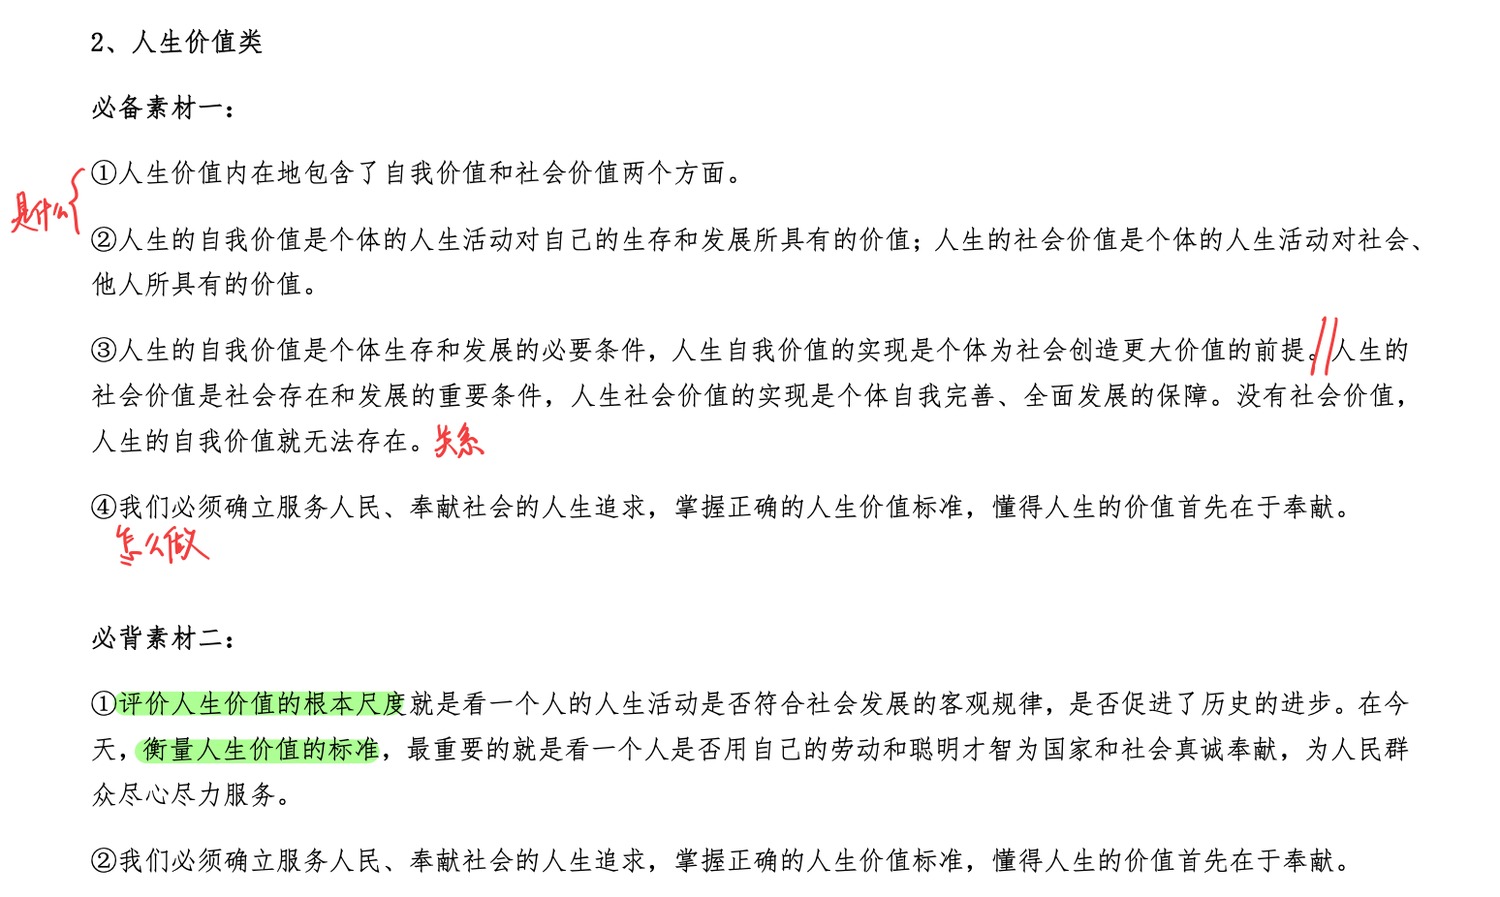 2、人生价值类
必备素材一：
①人生价值内在地包含了自我价值和社会价值两个方面。
是什么
②人生的自我价值是个体的人生活动对自己的生存和发展所具有的价值；人生的社会价值是个体的人生活动对社会、
他人所具有的价值。
③人生的自我价值是个体生存和发展的必要条件，人生自我价值的实现是个体为社会创造更大价值的前提。人生的
社会价值是社会存在和发展的重要条件，人生社会价值的实现是个体自我完善、全面发展的保障。没有社会价值，
人生的自我价值就无法存在。关系
④我们必须确立服务人民、奉献社会的人生追求，掌握正确的人生价值标准，懂得人生的价值首先在于奉献。
怎么做
必背素材二：
①评价人生价值的根本尺度就是看一个人的人生活动是否符合社会发展的客观规律，是否促进了历史的进步。在今
天，衡量人生价值的标准，最重要的就是看一个人是否用自己的劳动和聪明才智为国家和社会真诚奉献，为人民群
众尽心尽力服务。
②我们必须确立服务人民、奉献社会的人生追求，掌握正确的人生价值标准，懂得人生的价值首先在于奉献。